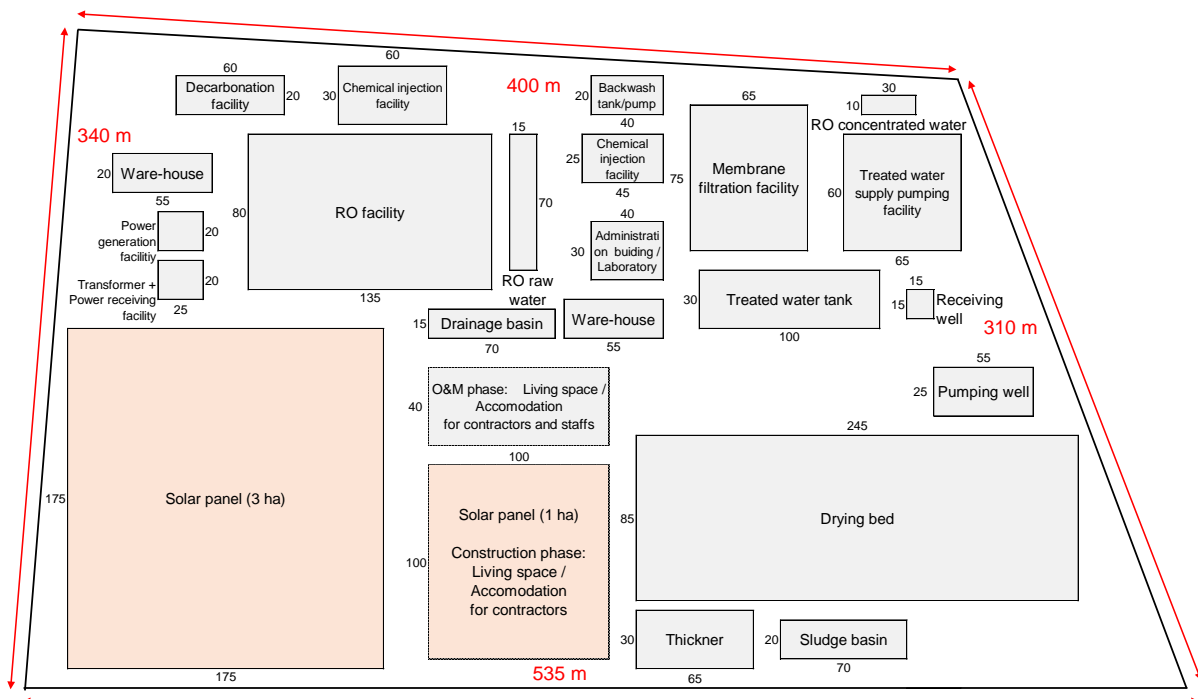 60
Decarbonation
facility
20
60
30
Chemical injection
facility
400 m
20
Backwash
tank/pump
40
65
75
Membrane
filtration facility
30
10
RO concentrated water
340 m
20
Ware-house
55
80
RO facility
135
15
70
RO raw
water
25
Chemical
injection
facility
45
60
Treated water
supply pumping
facility
65
Power
generation
facilitiy
20
Transformer +
Power receiving
facility
20
25
40
30
Administrati
on buiding /
Laboratory
30
Treated water tank
100
15
15
Receiving
well
310 m
15
Drainage basin
70
Ware-house
55
55
25
Pumping well
40
O&M phase: Living space /
Accomodation
for contractors and staffs
100
175
Solar panel (3 ha)
175
100
Solar panel (1 ha)
Construction phase:
Living space /
Accomodation
for contractors
245
85
Drying bed
30
Thickner
65
20
Sludge basin
70
535 m